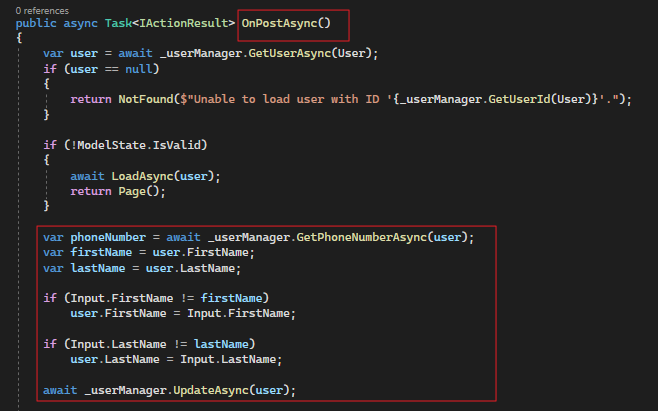 0 references
public async Task<IActionResult> OnPostAsync()
{
var user = await _userManager.GetUserAsync(User);
if (user == null)
{
return NotFound($"Unable to load user with ID '{_userManager.GetUserId(User)}'.");
}
if (!ModelState.IsValid)
{
await LoadAsync(user);
return Page();
}
var phoneNumber = await _userManager.GetPhoneNumberAsync(user);
var firstName = user.FirstName;
var lastName = user.LastName;
if (Input.FirstName != firstName)
user.FirstName = Input.FirstName;
if (Input.LastName != lastName)
user.LastName = Input.LastName;
await _userManager.UpdateAsync(user);